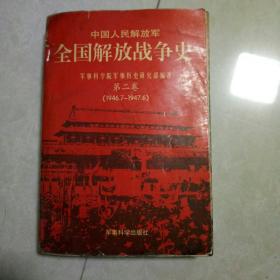 中国人民解放军
全国解放战争史
军事科学院军事历史研究部编著
第二卷
(1946.7-1947.6)
军事科学出版社